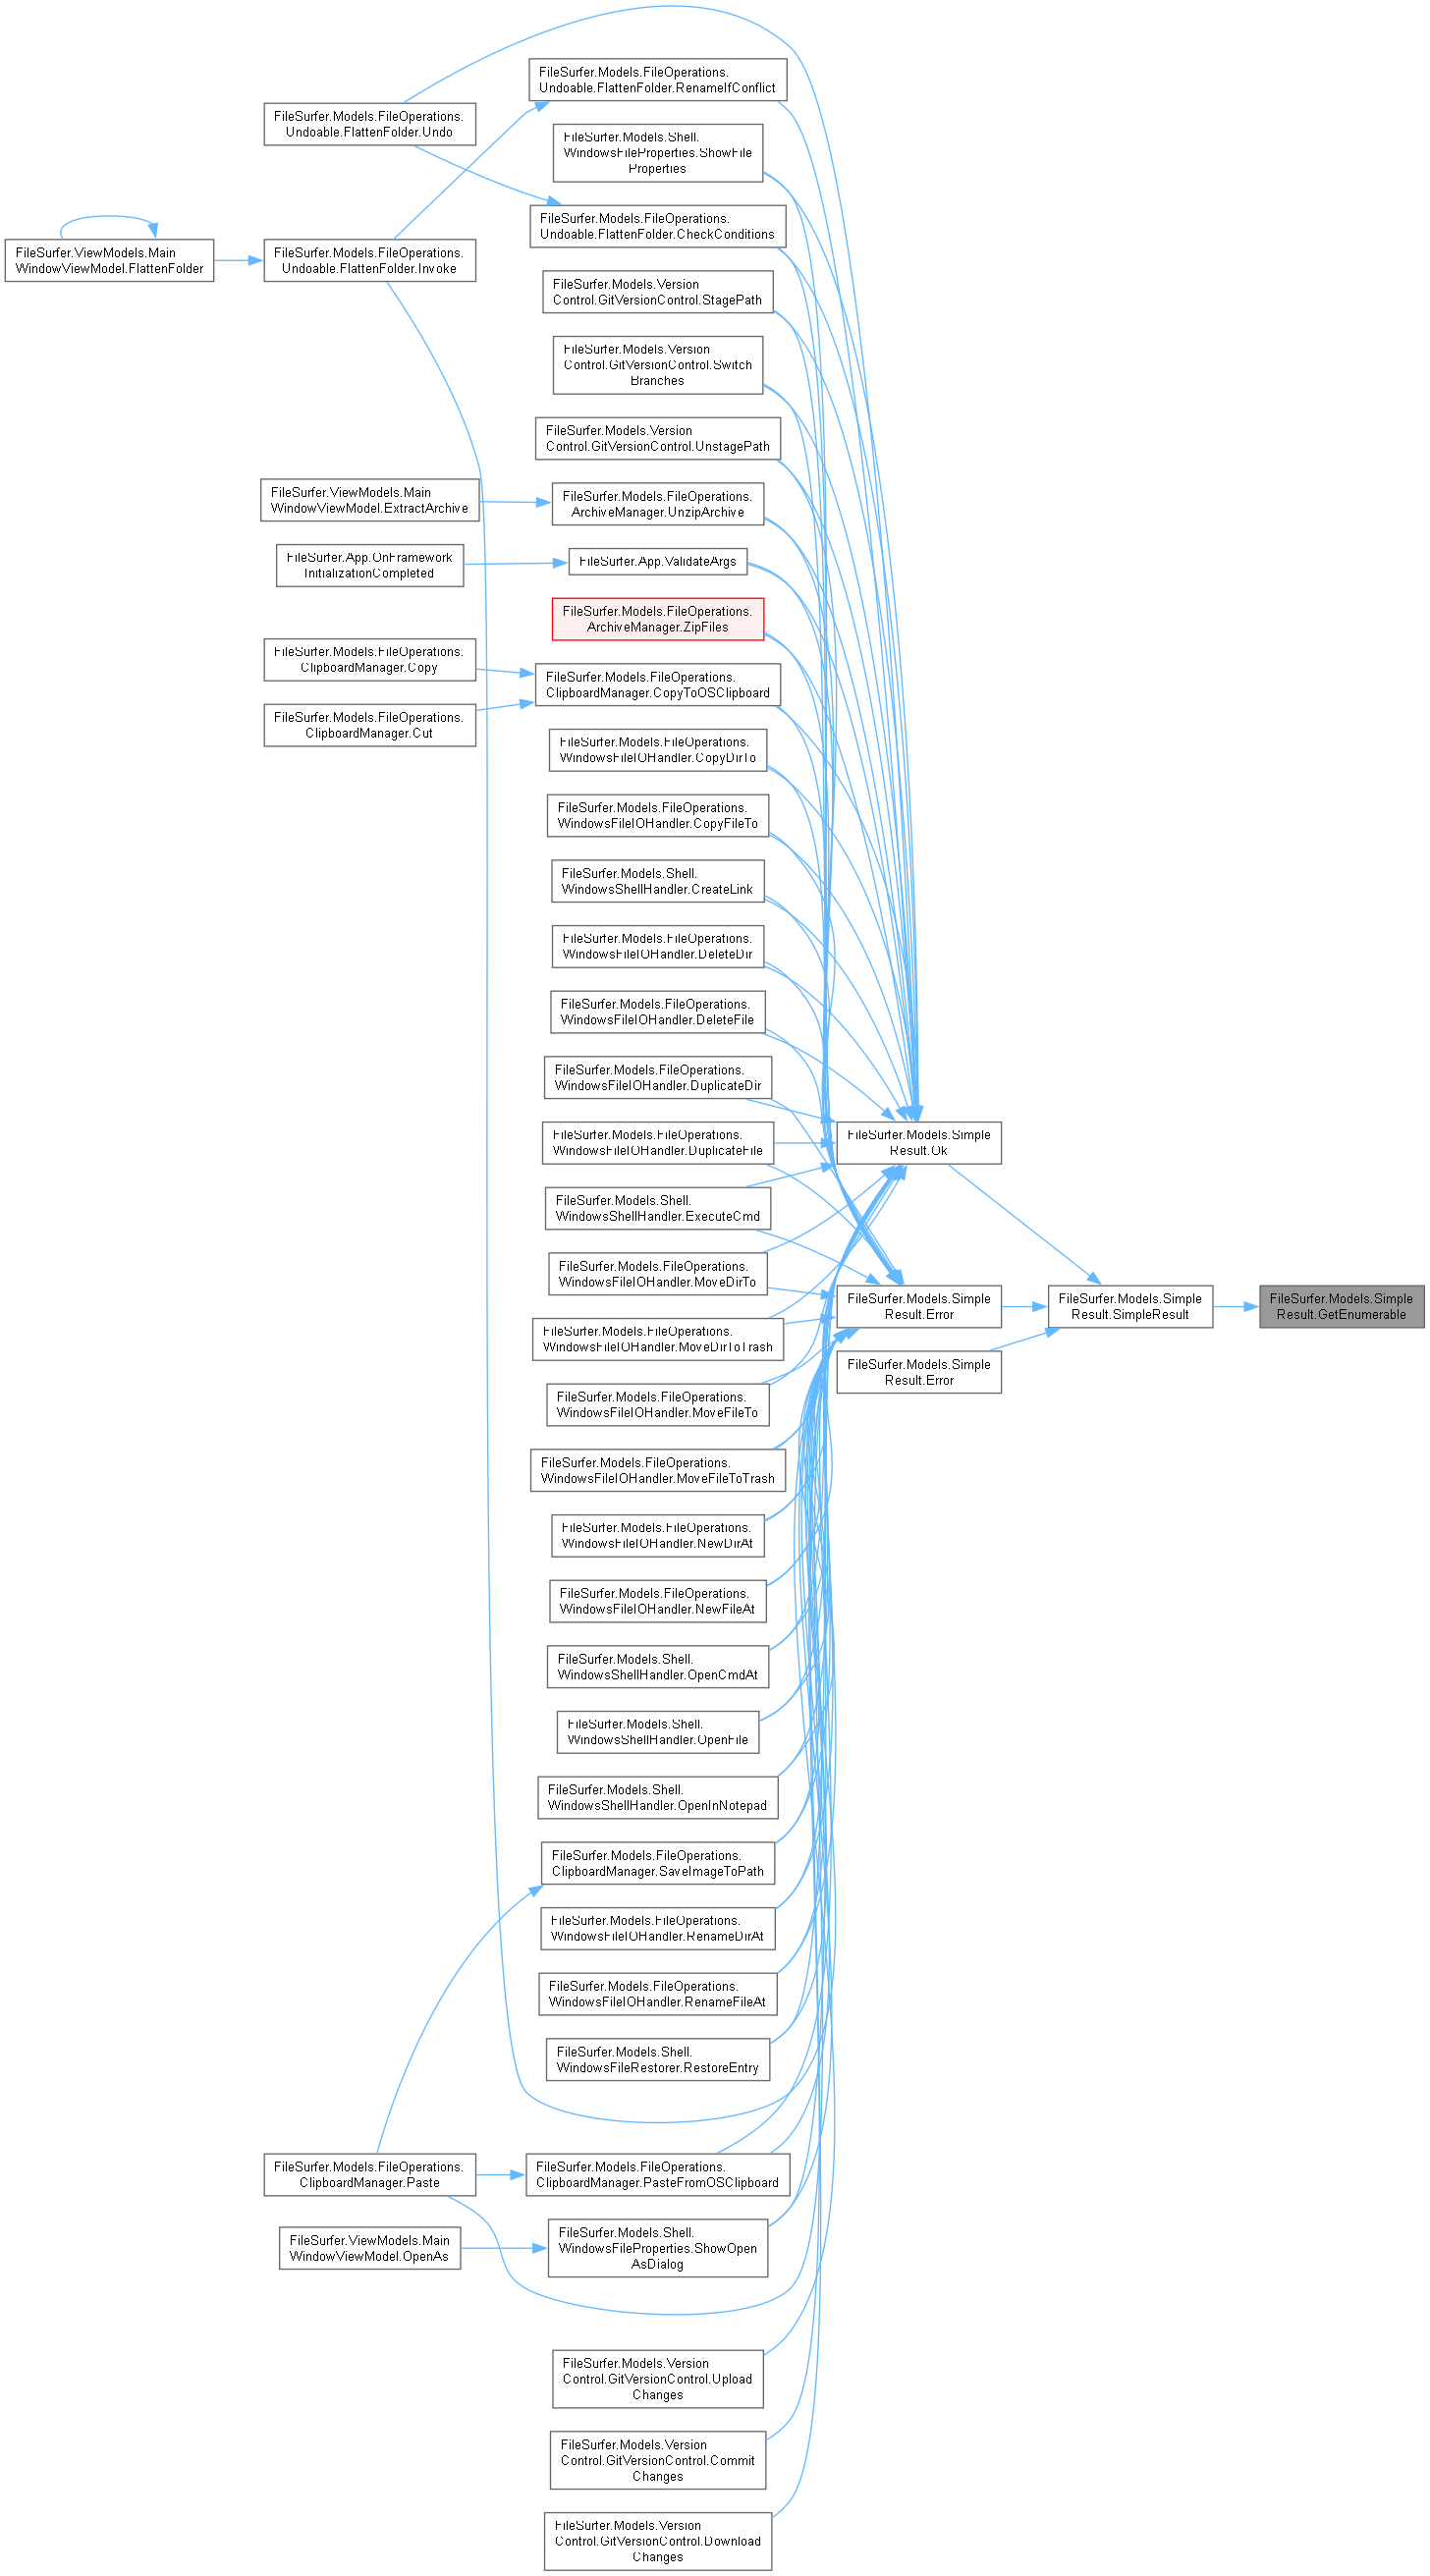 FileSurfer.Models.FileOperations.
Undoable.FlattenFolder.RenameIfConflict
FileSurfer.Models.FileOperations.
Undoable.FlattenFolder.Undo
FileSurfer.Models.Shell.
WindowsFileProperties.ShowFile
Properties
FileSurfer.Models.FileOperations.
Undoable.FlattenFolder.CheckConditions
FileSurfer.ViewModels.Main
WindowViewModel.FlattenFolder
FileSurfer.Models.FileOperations.
Undoable.FlattenFolder.Invoke
FileSurfer.Models.Version
Control.GitVersionControl.StagePath
FileSurfer.Models.Version
Control.GitVersionControl.Switch
Branches
FileSurfer.Models.Version
Control.GitVersionControl.UnstagePath
FileSurfer.ViewModels.Main
WindowViewModel.ExtractArchive
FileSurfer.Models.FileOperations.
ArchiveManager.UnzipArchive
FileSurfer.App.OnFramework
InitializationCompleted
FileSurfer.App.ValidateArgs
FileSurfer.Models.FileOperations.
ArchiveManager.ZipFiles
FileSurfer.Models.FileOperations.
ClipboardManager.Copy
FileSurfer.Models.FileOperations.
ClipboardManager.CopyToOSClipboard
FileSurfer.Models.FileOperations.
ClipboardManager.Cut
FileSurfer.Models.FileOperations.
WindowsFileIOHandler.CopyDirTo
FileSurfer.Models.FileOperations.
WindowsFileIOHandler.CopyFileTo
FileSurfer.Models.Shell.
WindowsShellHandler.CreateLink
FileSurfer.Models.FileOperations.
WindowsFileIOHandler.DeleteDir
FileSurfer.Models.FileOperations.
WindowsFileIOHandler.DeleteFile
FileSurfer.Models.FileOperations.
WindowsFileIOHandler.DuplicateDir
FileSurfer.Models.FileOperations.
WindowsFileIOHandler.DuplicateFile
FileSurfer.Models.Simple
Result.Ok
FileSurfer.Models.Shell.
WindowsShellHandler.ExecuteCmd
FileSurfer.Models.FileOperations.
WindowsFileIOHandler.MoveDirTo
FileSurfer.Models.Simple
Result.Error
FileSurfer.Models.Simple
Result.SimpleResult
FileSurfer.Models.Simple
Result.GetEnumerable
FileSurfer.Models.FileOperations.
WindowsFileIOHandler.MoveDirToTrash
FileSurfer.Models.Simple
Result.Error
FileSurfer.Models.FileOperations.
WindowsFileIOHandler.MoveFileTo
FileSurfer.Models.FileOperations.
WindowsFileIOHandler.MoveFileToTrash
FileSurfer.Models.FileOperations.
WindowsFileIOHandler.NewDirAt
FileSurfer.Models.FileOperations.
WindowsFileIOHandler.NewFileAt
FileSurfer.Models.Shell.
WindowsShellHandler.OpenCmdAt
FileSurfer.Models.Shell.
WindowsShellHandler.OpenFile
FileSurfer.Models.Shell.
WindowsShellHandler.OpenInNotepad
FileSurfer.Models.FileOperations.
ClipboardManager.SaveImageToPath
FileSurfer.Models.FileOperations.
WindowsFileIOHandler.RenameDirAt
FileSurfer.Models.FileOperations.
WindowsFileIOHandler.RenameFileAt
FileSurfer.Models.Shell.
WindowsFileRestorer.RestoreEntry
FileSurfer.Models.FileOperations.
ClipboardManager.Paste
FileSurfer.Models.FileOperations.
ClipboardManager.PasteFromOSClipboard
FileSurfer.ViewModels.Main
WindowViewModel.OpenAs
FileSurfer.Models.Shell.
WindowsFileProperties.ShowOpen
AsDialog
FileSurfer.Models.Version
Control.GitVersionControl.Upload
Changes
FileSurfer.Models.Version
Control.GitVersionControl.Commit
Changes
FileSurfer.Models.Version
Control.GitVersionControl.Download
Changes